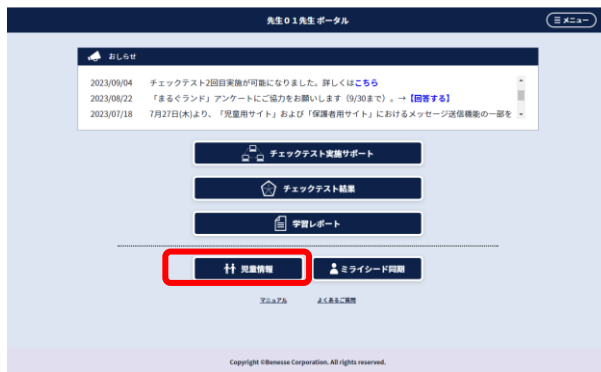 先生０１先生ポータル
メニュー
おしらせ
2023/09/04 チェックテスト2回目実施が可能になりました。詳しくはこちら
2023/08/22 「まるぐランド」アンケートにご協力をお願いします（9/30まで）。→【回答する】
2023/07/18 7月27日(木)より、「児童用サイト」および「保護者用サイト」におけるメッセージ送信機能の一部を
チェックテスト実施サポート
チェックテスト結果
学習レポート
児童情報 ミライシード同期
マニュアル よくあるご質問
Copyright ©Benesse Corporation. All rights reserved.